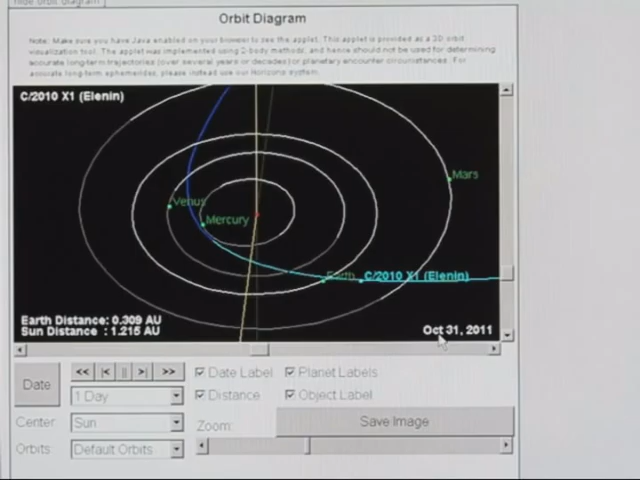 hide orbit diagram
Orbit Diagram
Note: Make sure you have Java enabled on your browser to see the applet. This applet is provided as a 3D orbit
visualization tool. The applet was implemented using 2-body methods, and hence should not be used for determining
accurate long-term trajectories (over several years or decades) or planetary encounter circumstances. For
accurate long-term ephemerides, please instead use our Horizons system.
C/2010 X1 (Elenin)
Mars
Venus
Mercury
Earth
C/2010 X1 (Elenin)
Earth Distance: 0.309 AU
Sun Distance : 1.215 AU
Oct 31, 2011
Date
<<
|<
||
>|
>>
Date Label
Planet Labels
1 Day
Distance
Object Label
Center:
Sun
Zoom:
Save Image
Orbits:
Default Orbits